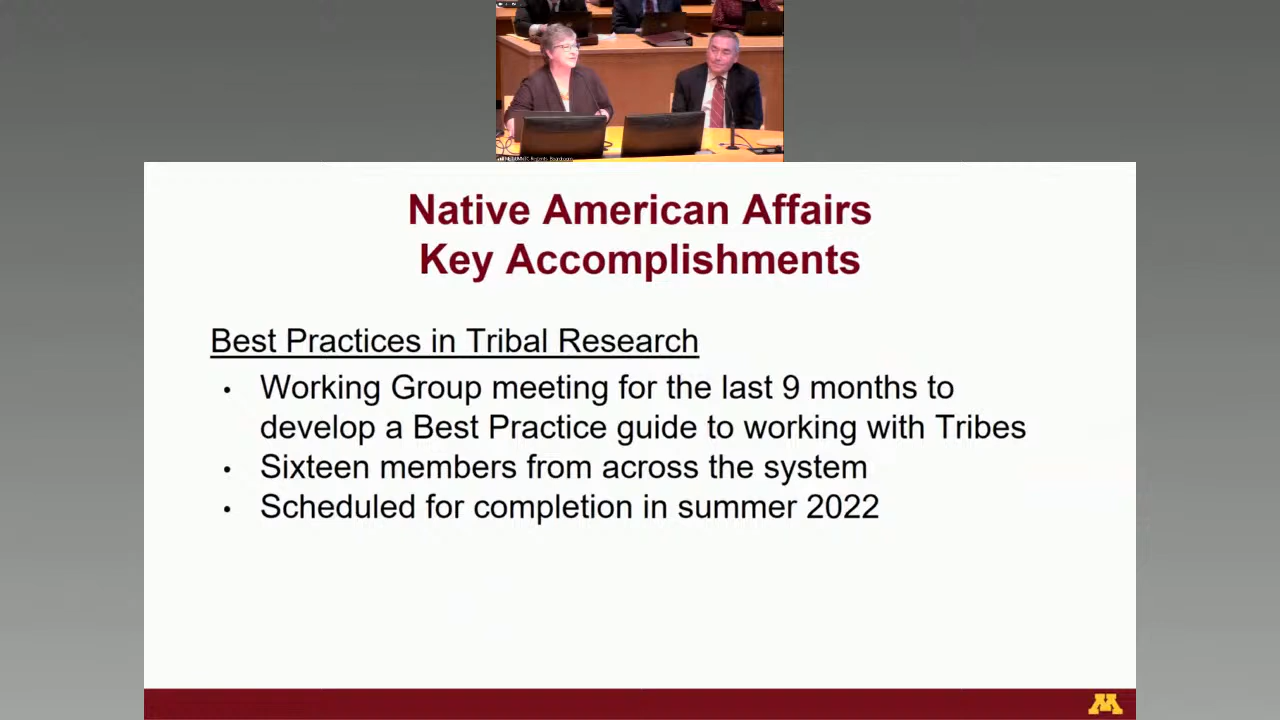 Native American Affairs
Key Accomplishments
Best Practices in Tribal Research
• Working Group meeting for the last 9 months to
develop a Best Practice guide to working with Tribes
• Sixteen members from across the system
• Scheduled for completion in summer 2022
M